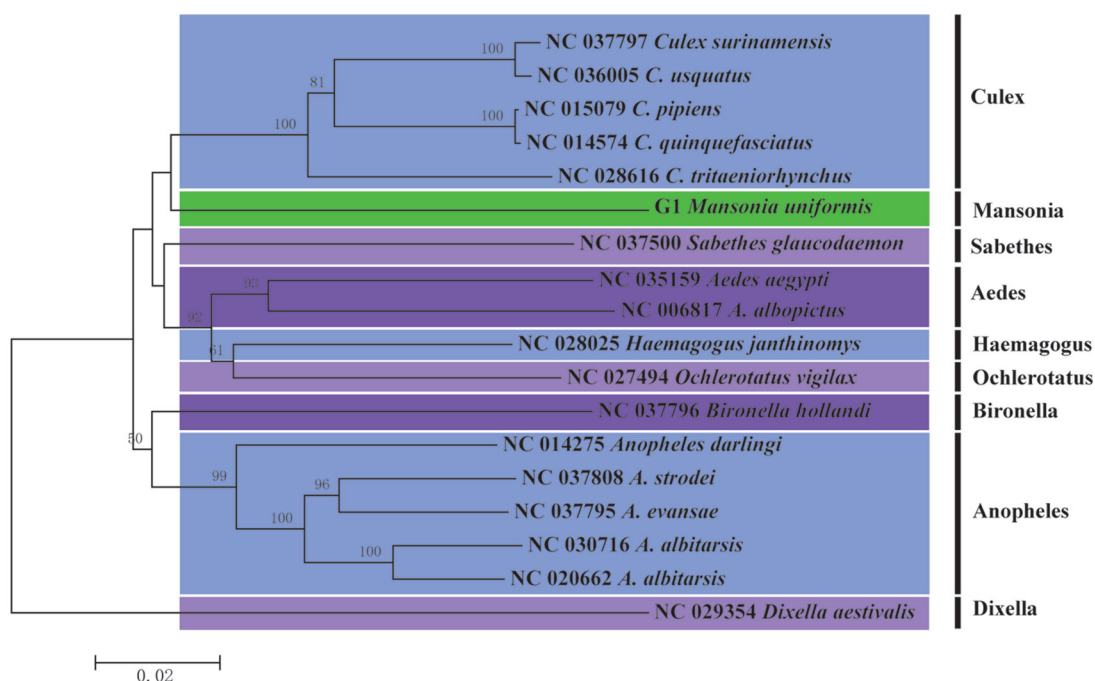 NC 037797 Culex surinamensis
100
NC 036005 C. usquatus
81
Culex
NC 015079 C. pipiens
100
100
NC 014574 C. quinquefasciatus
NC 028616 C. tritaeniorhynchus
G1 Mansonia uniformis
Mansonia
NC 037500 Sabethes glaucodaemon
Sabethes
NC 035159 Aedes aegypti
93
Aedes
NC 006817 A. albopictus
92
NC 028025 Haemagogus janthinomys
Haemagogus
61
NC 027494 Ochlerotatus vigilax
Ochlerotatus
NC 037796 Bironella hollandi
Bironella
50
NC 014275 Anopheles darlingi
99
NC 037808 A. strodei
96
NC 037795 A. evansae
Anopheles
100
NC 030716 A. albitarsis
100
NC 020662 A. albitarsis
NC 029354 Dixella aestivalis
Dixella
0.02